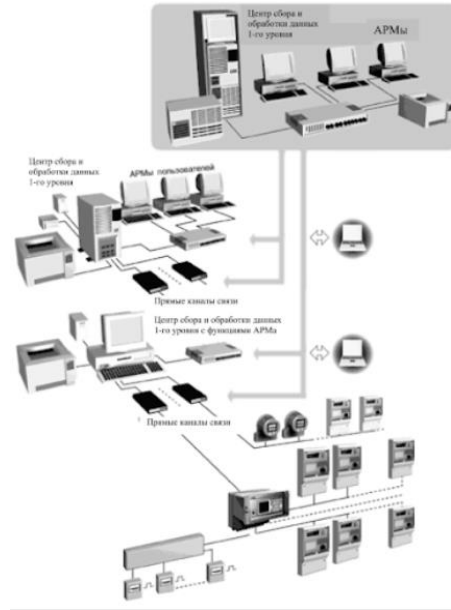 Центр сбора и
обработки данных
1-го уровня
АРМы
Центр сбора и
обработки данных
1-го уровня
АРМы пользователей
Прямые каналы связи
Центр сбора и обработки данных
1-го уровня с функциями АРМа
Прямые каналы связи